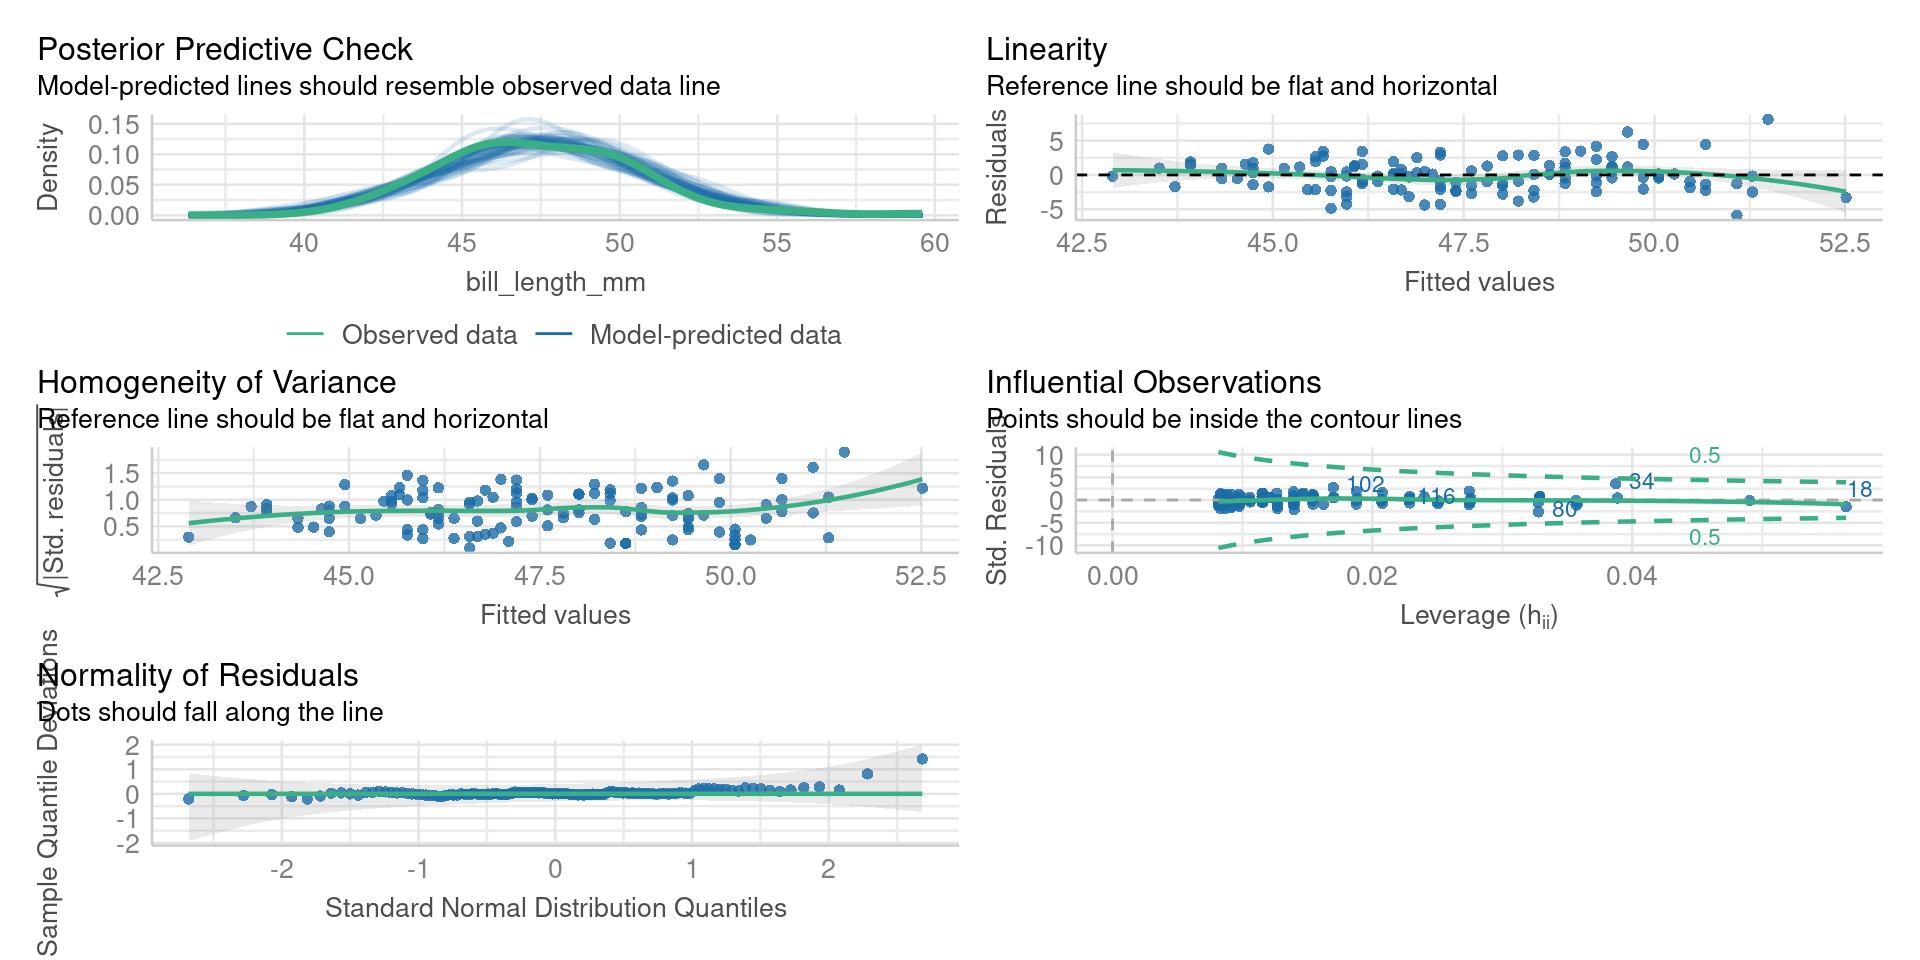 Posterior Predictive Check
Model-predicted lines should resemble observed data line
Density
0.15
0.10
0.05
0.00
40 45 50 55 60
bill_length_mm
Observed data Model-predicted data
Linearity
Reference line should be flat and horizontal
Residuals
5
0
-5
42.5 45.0 47.5 50.0 52.5
Fitted values
Homogeneity of Variance
Reference line should be flat and horizontal
√|Std. residuals|
1.5
1.0
0.5
42.5 45.0 47.5 50.0 52.5
Fitted values
Influential Observations
Points should be inside the contour lines
Std. Residuals
10
5
0
-5
-10
0.5
102
116
34
80
18
0.5
0.00 0.02 0.04
Leverage (hii)
Normality of Residuals
Dots should fall along the line
Sample Quantile Deviations
2
1
0
-1
-2
-2 -1 0 1 2
Standard Normal Distribution Quantiles